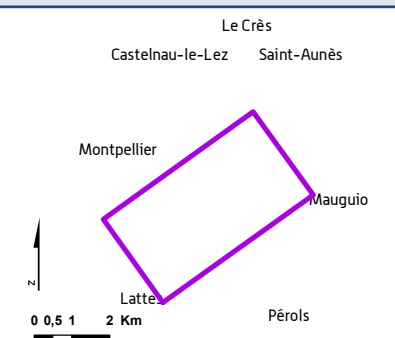 Le Crès
Castelnau-le-Lez Saint-Aunès
Montpellier
Mauguio
z
Lattes
Pérols
0 0,5 1 2 Km